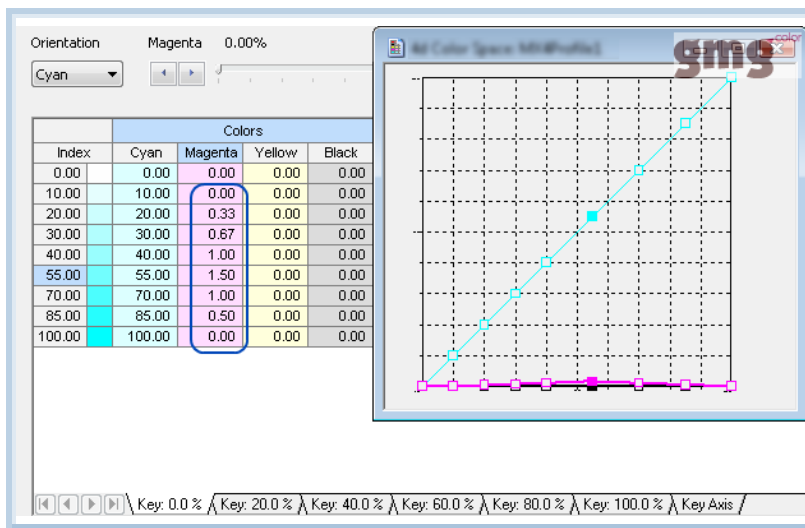 Orientation
Magenta 0.00%
Cyan
Colors
Index Cyan Magenta Yellow Black
0.00 0.00 0.00 0.00 0.00
10.00 10.00 0.00 0.00 0.00
20.00 20.00 0.33 0.00 0.00
30.00 30.00 0.67 0.00 0.00
40.00 40.00 1.00 0.00 0.00
55.00 55.00 1.50 0.00 0.00
70.00 70.00 1.00 0.00 0.00
85.00 85.00 0.50 0.00 0.00
100.00 100.00 0.00 0.00 0.00
4d Color Space:
gmg color
Key: 0.0 % Key: 20.0 % Key: 40.0 % Key: 60.0 % Key: 80.0 % Key: 100.0 % Key Axis